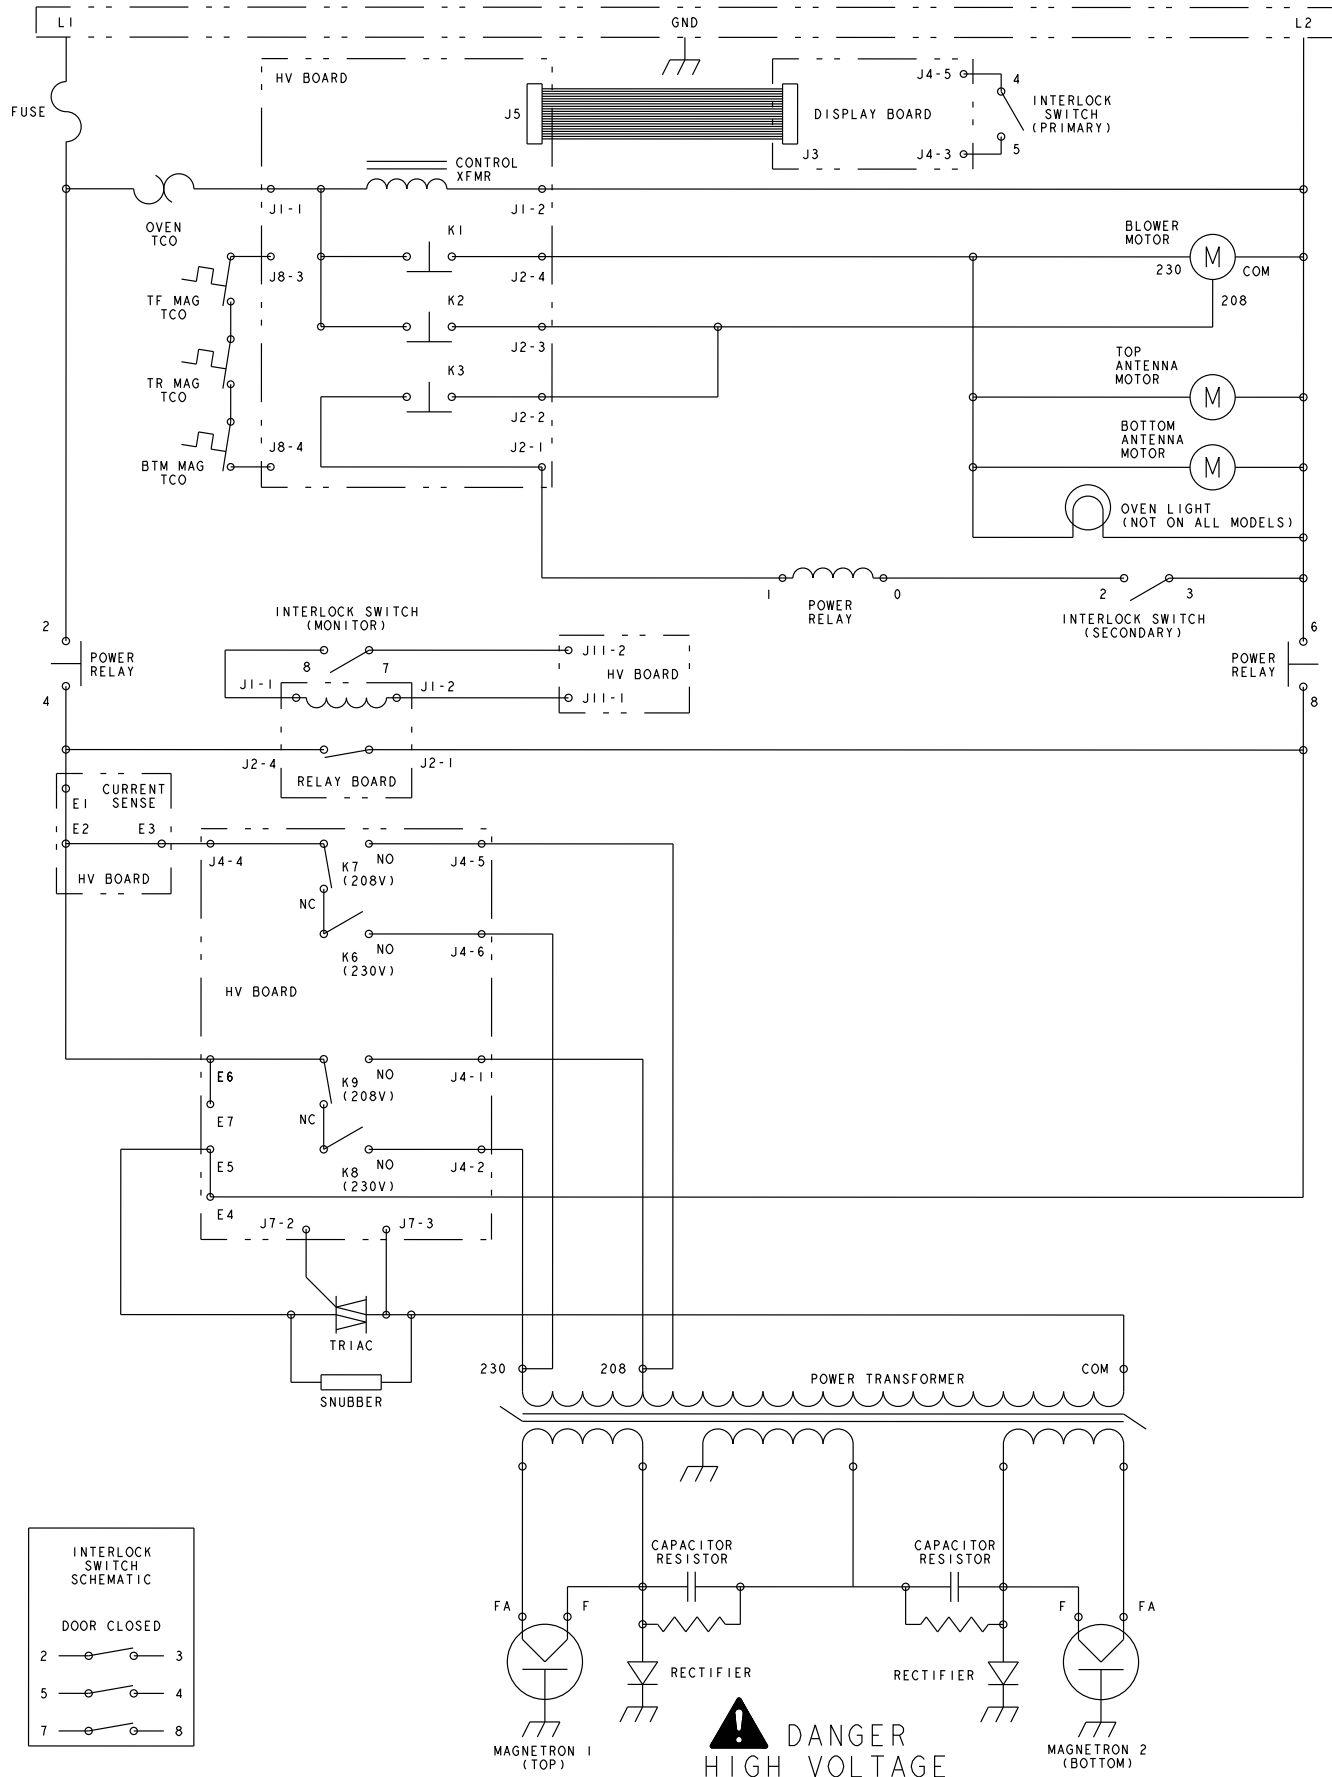 L1
GND
L2
HV BOARD
J4-5
4
FUSE
J5
DISPLAY BOARD
INTERLOCK
SWITCH
(PRIMARY)
J3
J4-3
5
CONTROL
XFMR
J1-1
J1-2
OVEN
TCO
K1
BLOWER
MOTOR
230
M
COM
J8-3
J2-4
TF MAG
TCO
K2
208
J2-3
TR MAG
TCO
K3
TOP
ANTENNA
MOTOR
M
J2-2
J8-4
J2-1
BTM MAG
TCO
BOTTOM
ANTENNA
MOTOR
M
OVEN LIGHT
(NOT ON ALL MODELS)
1
POWER
RELAY
0
2
3
INTERLOCK SWITCH
(SECONDARY)
INTERLOCK SWITCH
(MONITOR)
2
POWER
RELAY
4
8
7
J11-2
HV BOARD
J11-1
6
POWER
RELAY
8
J1-1
J1-2
J2-4
J2-1
RELAY BOARD
CURRENT
SENSE
E1
E2
E3
HV BOARD
J4-4
K7
(208V)
NO
J4-5
NC
K6
(230V)
NO
J4-6
HV BOARD
E6
K9
(208V)
NO
J4-1
E7
NC
E5
K8
(230V)
NO
J4-2
E4
J7-2
J7-3
TRIAC
SNUBBER
230
208
POWER TRANSFORMER
COM
INTERLOCK
SWITCH
SCHEMATIC
DOOR CLOSED
2
3
5
4
7
8
CAPACITOR
RESISTOR
CAPACITOR
RESISTOR
FA
F
F
FA
RECTIFIER
RECTIFIER
MAGNETRON 1
(TOP)
MAGNETRON 2
(BOTTOM)
!
DANGER
HIGH VOLTAGE